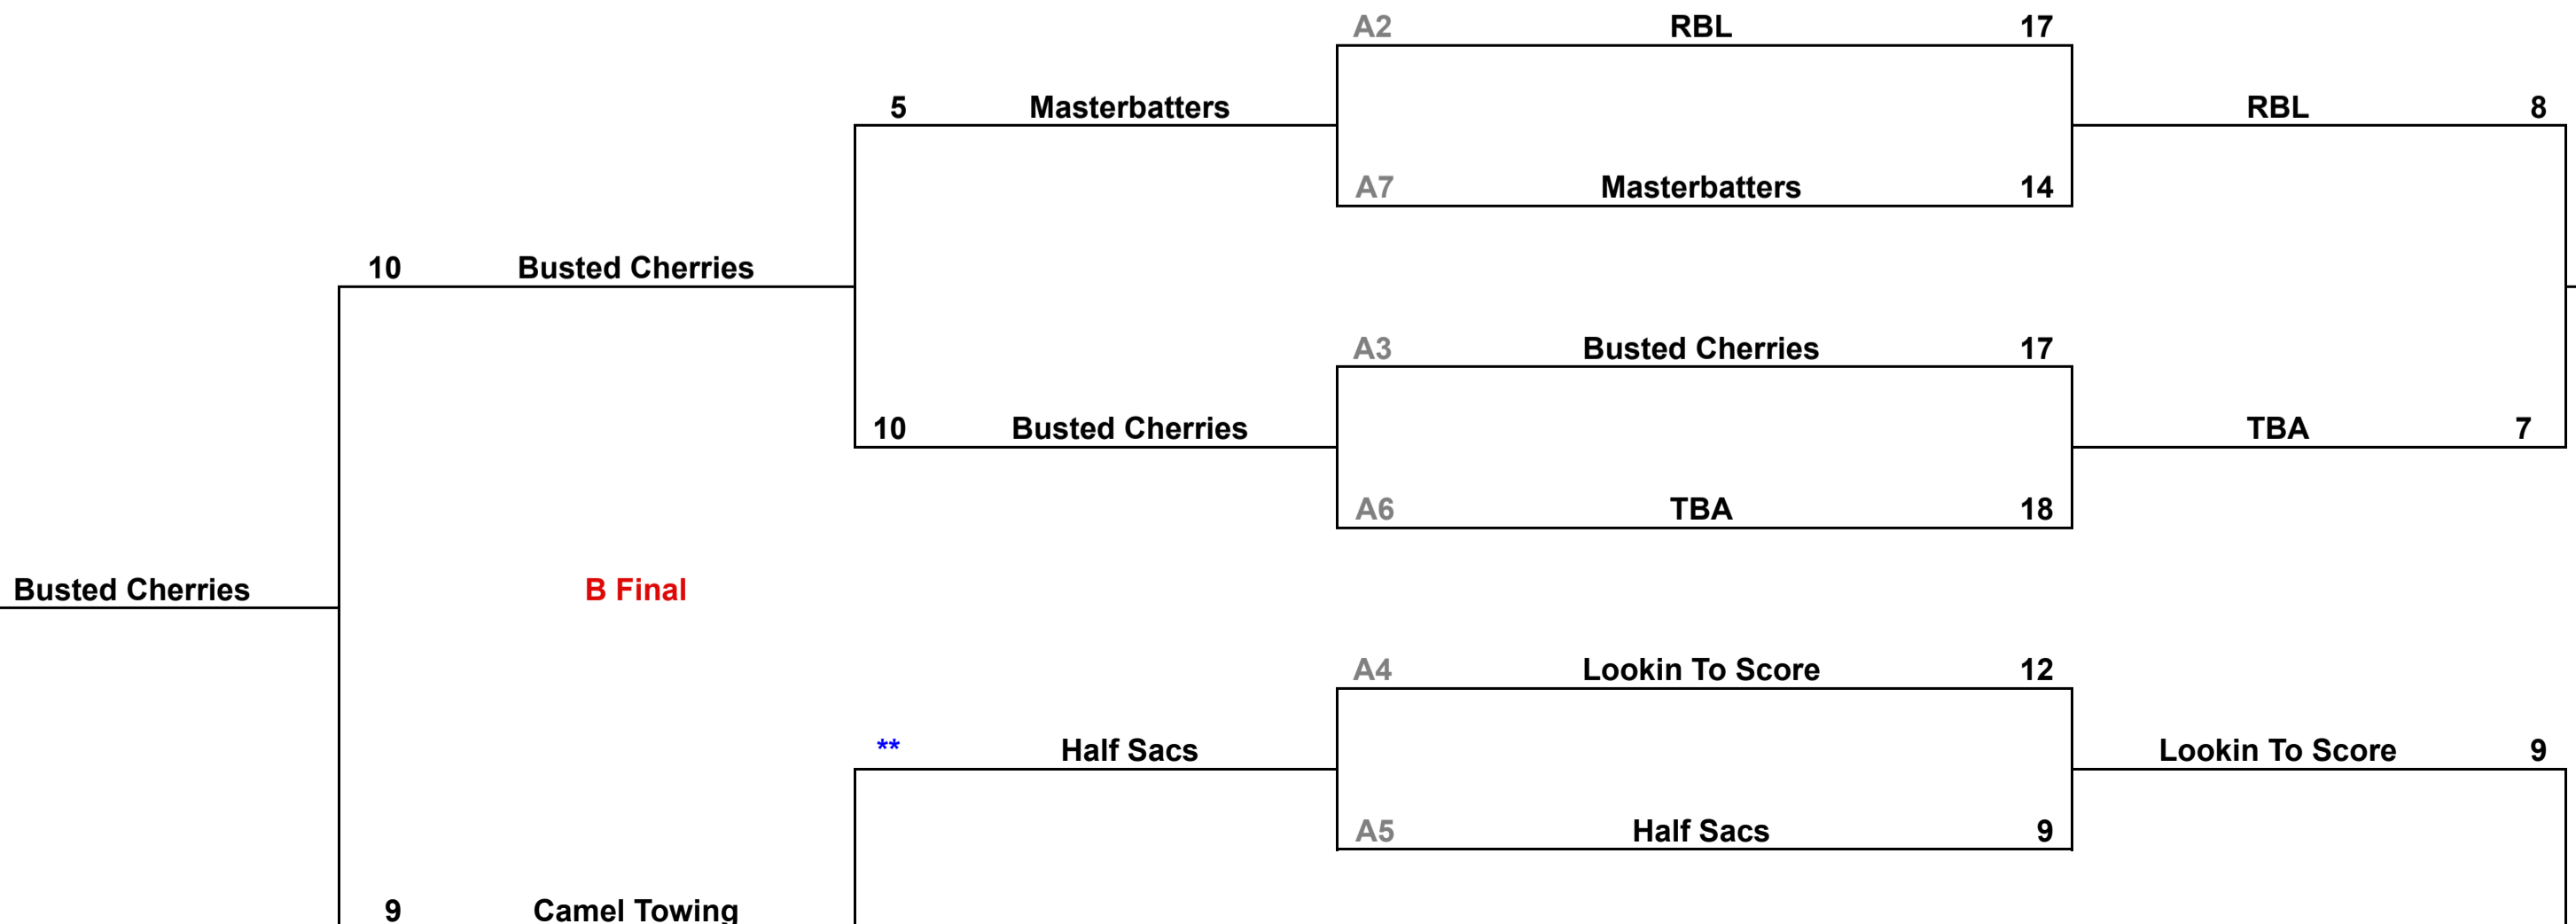 A2 RBL 17
5 Masterbatters RBL 8
A7 Masterbatters 14
10 Busted Cherries
A3 Busted Cherries 17
10 Busted Cherries TBA 7
A6 TBA 18
Busted Cherries B Final
A4 Lookin To Score 12
** Half Sacs Lookin To Score 9
A5 Half Sacs 9
9 Camel Towing